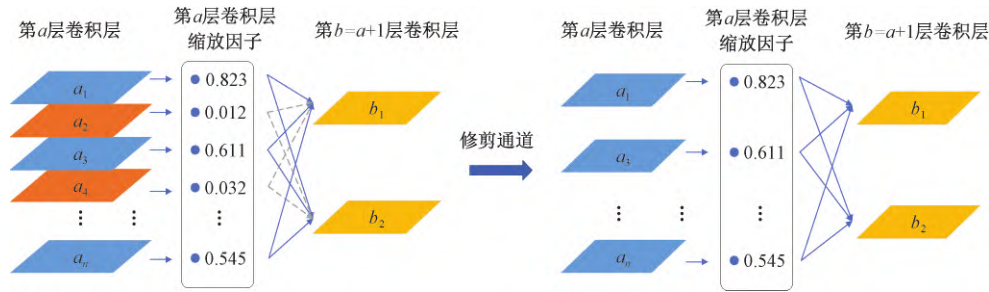 第a层卷积层
第a层卷积层
缩放因子
第b=a+1层卷积层
a₁
0.823
a₂
0.012
b₁
a₃
0.611
a₄
0.032
⋮ ⋮
⋮
b₂
aₙ
0.545
修剪通道
第a层卷积层
第a层卷积层
缩放因子
第b=a+1层卷积层
a₁
0.823
b₁
a₃
0.611
⋮ ⋮
⋮
b₂
aₙ
0.545